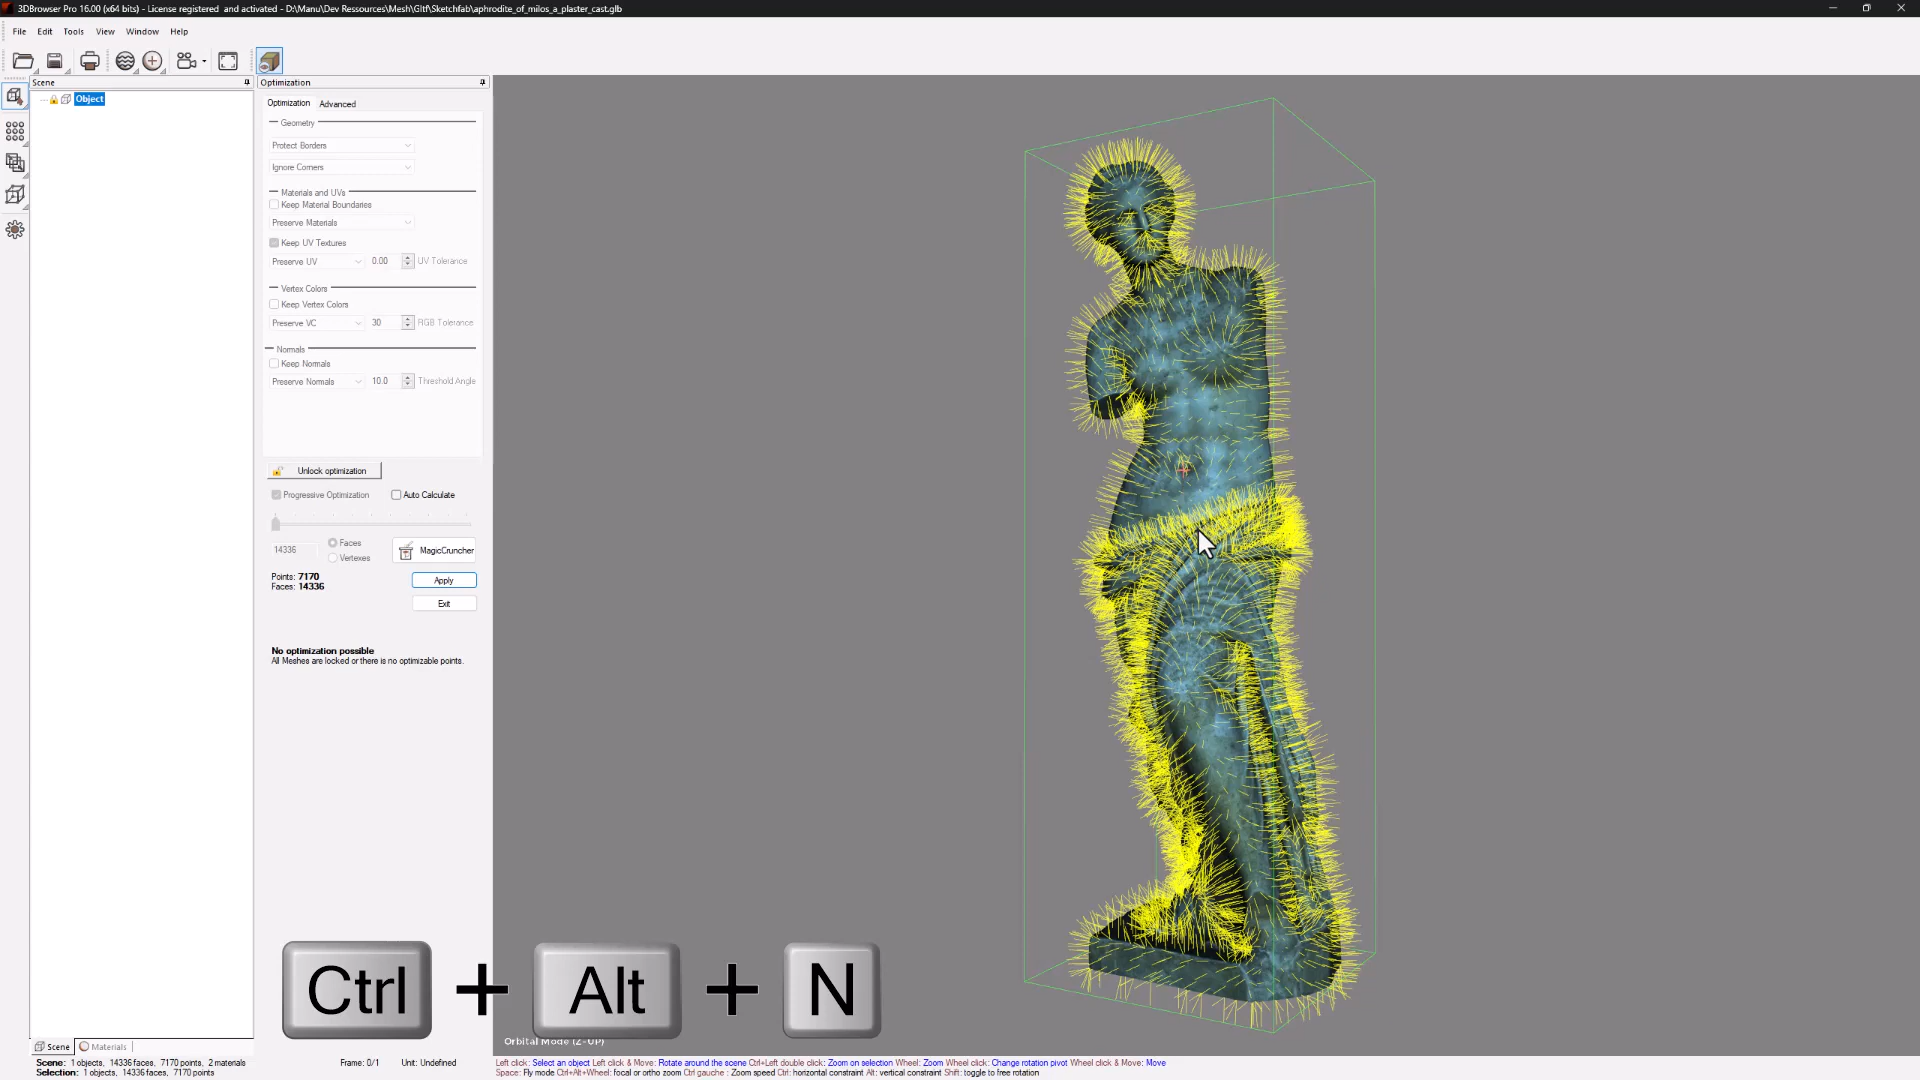 3DBrowser Pro 16.00 (x64 bits) - License registered and activated - D:\Manu\Dev Ressources\Mesh\Gltf\Sketchfab\aphrodite_of_milos_a_plaster_cast.glb
File Edit Tools View Window Help
Scene
Optimization
Object
Optimization Advanced
Geometry
Protect Borders
Ignore Corners
Materials and UVs
Keep Material Boundaries
Preserve Materials
Keep UV Textures
Preserve UV 0.00 UV Tolerance
Vertex Colors
Keep Vertex Colors
Preserve VC 30 RGB Tolerance
Normals
Keep Normals
Preserve Normals 10.0 Threshold Angle
Unlock optimization
Progressive Optimization Auto Calculate
14336 Faces
Vertexes
MagicCruncher
Points: 7170
Faces: 14336
Apply
Exit
No optimization possible
All Meshes are locked or there is no optimizable points.
Ctrl + Alt + N
Orbital Mode (Z-UP)
Scene Materials
Scene: 1 objects, 14336 faces, 7170 points, 2 materials Frame: 0/1 Unit: Undefined
Selection: 1 objects, 14336 faces, 7170 points
Left click: Select an object Left click & Move: Rotate around the scene Ctrl+Left double click: Zoom on selection Wheel: Zoom Wheel click: Change rotation pivot Wheel click & Move: Move
Space: Fly mode Ctrl+Alt+Wheel: focal or ortho zoom Ctrl gauche : Zoom speed Ctrl: horizontal constraint Alt: vertical constraint Shift: toggle to free rotation